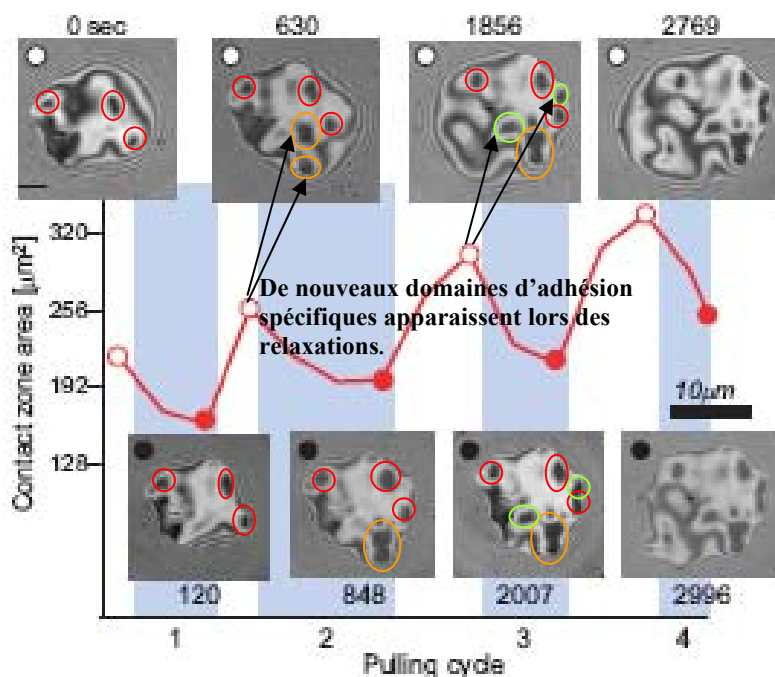 0 sec 630 1856 2769
320
256
192
128
Contact zone area [µm²]
De nouveaux domaines d’adhésion
spécifiques apparaissent lors des
relaxations.
10µm
120 848 2007 2996
1 2 3 4
Pulling cycle